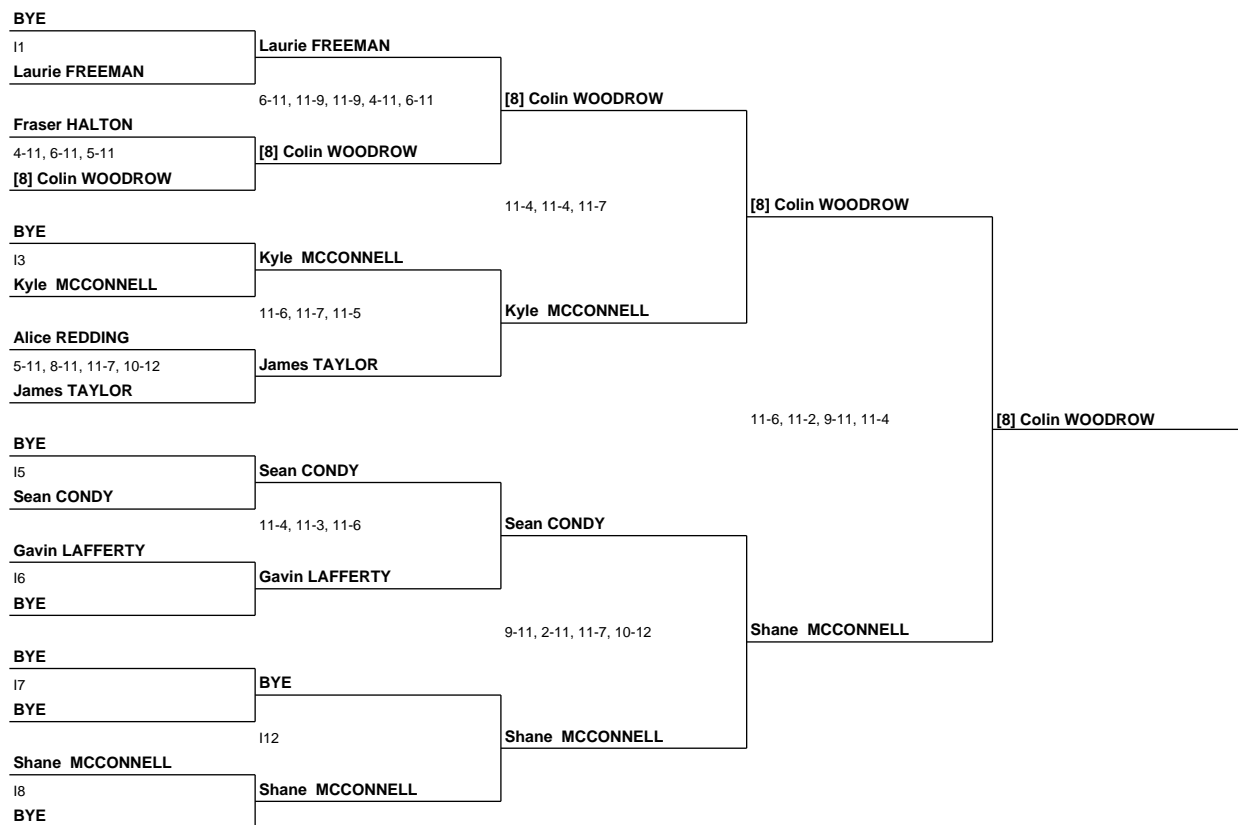 BYE
I1
Laurie FREEMAN
Laurie FREEMAN
6-11, 11-9, 11-9, 4-11, 6-11
[8] Colin WOODROW
Fraser HALTON
4-11, 6-11, 5-11
[8] Colin WOODROW
[8] Colin WOODROW
11-4, 11-4, 11-7
[8] Colin WOODROW
BYE
I3
Kyle MCCONNELL
Kyle MCCONNELL
11-6, 11-7, 11-5
Kyle MCCONNELL
Alice REDDING
5-11, 8-11, 11-7, 10-12
James TAYLOR
James TAYLOR
11-6, 11-2, 9-11, 11-4
[8] Colin WOODROW
BYE
I5
Sean CONDY
Sean CONDY
11-4, 11-3, 11-6
Sean CONDY
Gavin LAFFERTY
I6
BYE
Gavin LAFFERTY
9-11, 2-11, 11-7, 10-12
Shane MCCONNELL
BYE
I7
BYE
BYE
I12
Shane MCCONNELL
Shane MCCONNELL
I8
BYE
Shane MCCONNELL